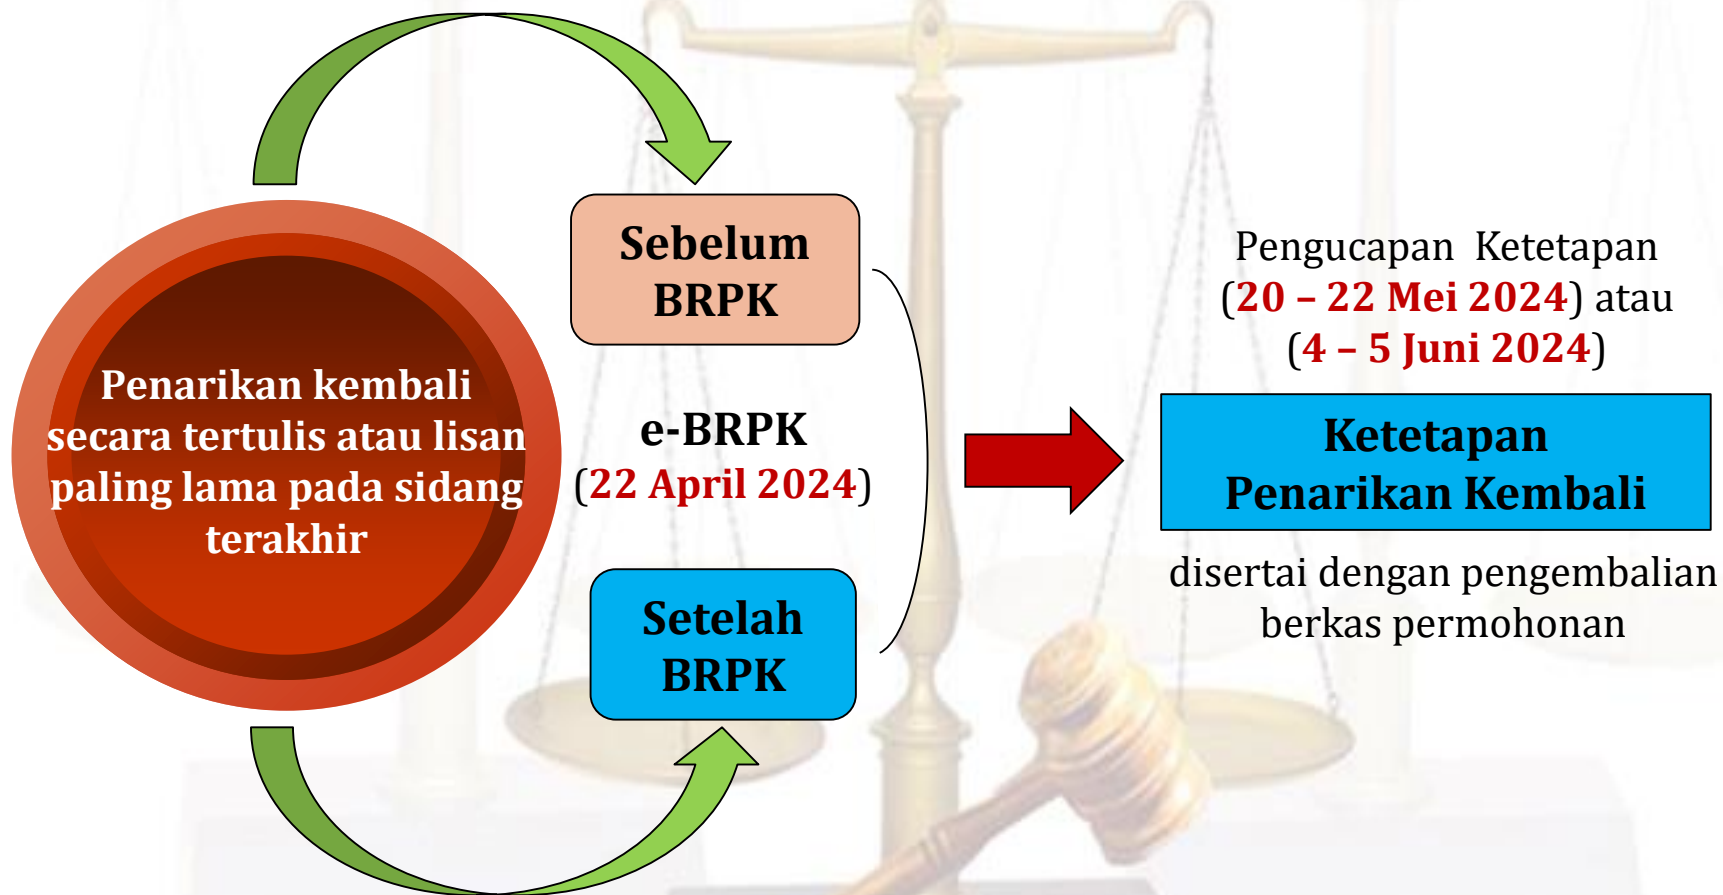 Penarikan kembali
secara tertulis atau lisan
paling lama pada sidang
terakhir
Sebelum
BRPK
e-BRPK
(22 April 2024)
Setelah
BRPK
Pengucapan Ketetapan
(20 – 22 Mei 2024) atau
(4 – 5 Juni 2024)
Ketetapan
Penarikan Kembali
disertai dengan pengembalian
berkas permohonan